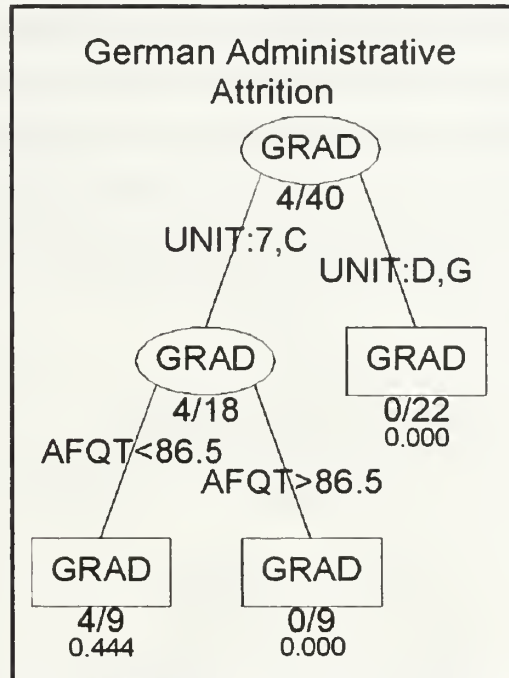 German Administrative
Attrition
GRAD
4/40
UNIT:7,C
UNIT:D,G
GRAD
4/18
GRAD
0/22
0.000
AFQT<86.5
AFQT>86.5
GRAD
4/9
0.444
GRAD
0/9
0.000